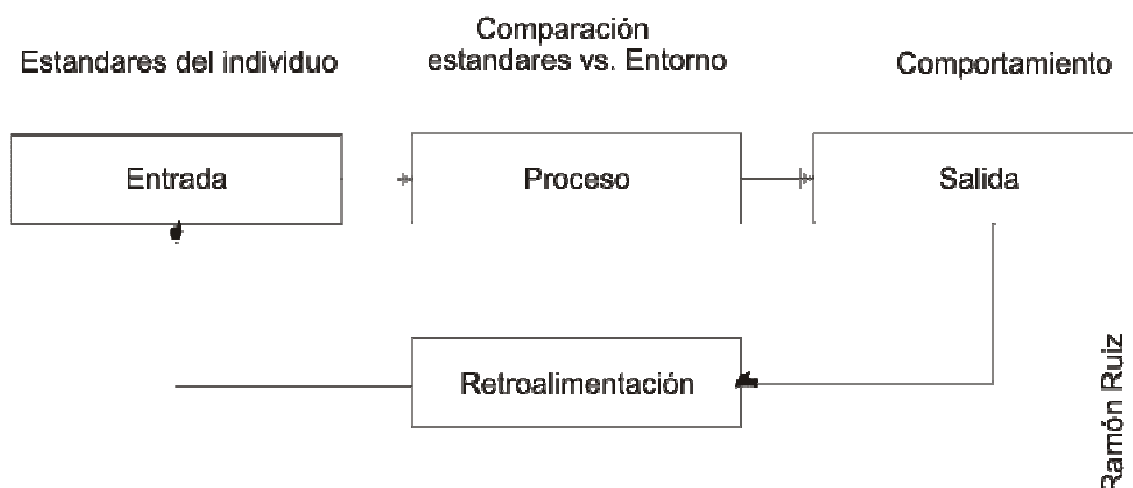 Estandares del individuo
Comparación
estandares vs. Entorno
Comportamiento
Entrada
Proceso
Salida
Retroalimentación
Ramón Ruiz